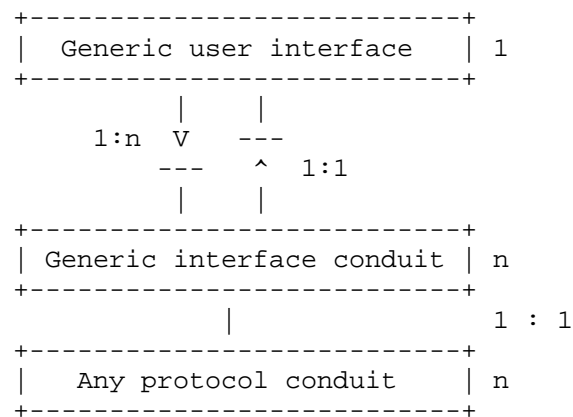 +---------------------------+
|  Generic user interface   | 1
+---------------------------+
          |    |
     1:n  V   ---
         ---   ^  1:1
          |    |
+---------------------------+
| Generic interface conduit | n
+---------------------------+
             |                1 : 1
+---------------------------+
|   Any protocol conduit    | n
+---------------------------+